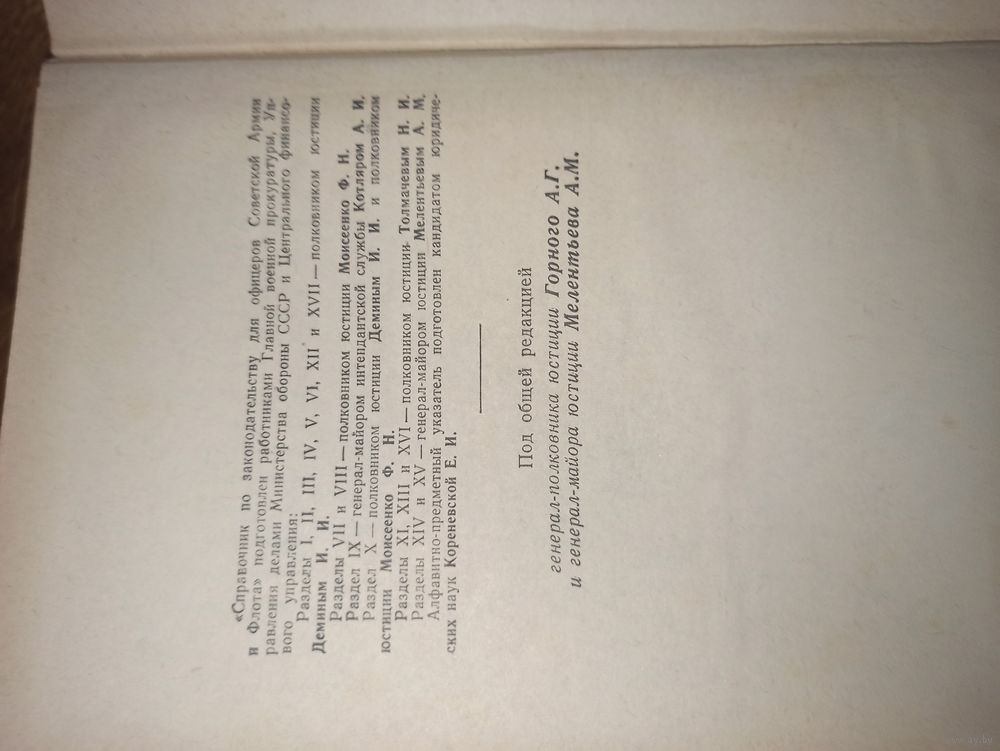 «Справочник по законодательству для офицеров Советской Армии
и Флота» подготовлен работниками Главной военной прокуратуры, Уп-
равления делами Министерства обороны СССР и Центрального финансо-
вого управления:
Разделы I, II, III, IV, V, VI, XII и XVII — полковником юстиции
Деминым И. И.
Разделы VII и VIII — полковником юстиции Моисеенко Ф. Н.
Раздел IX — генерал-майором интендантской службы Котляром А. И.
Раздел X — полковником юстиции Деминым И. И. и полковником
юстиции Моисеенко Ф. Н.
Разделы XI, XIII и XVI — полковником юстиции Толмачевым Н. И.
Разделы XIV и XV — генерал-майором юстиции Мелентьевым А. М.
Алфавитно-предметный указатель подготовлен кандидатом юридиче-
ских наук Кореневской Е. И.
Под общей редакцией
генерал-полковника юстиции Горного А.Г.
и генерал-майора юстиции Мелентьева А.М.
www.ay.by